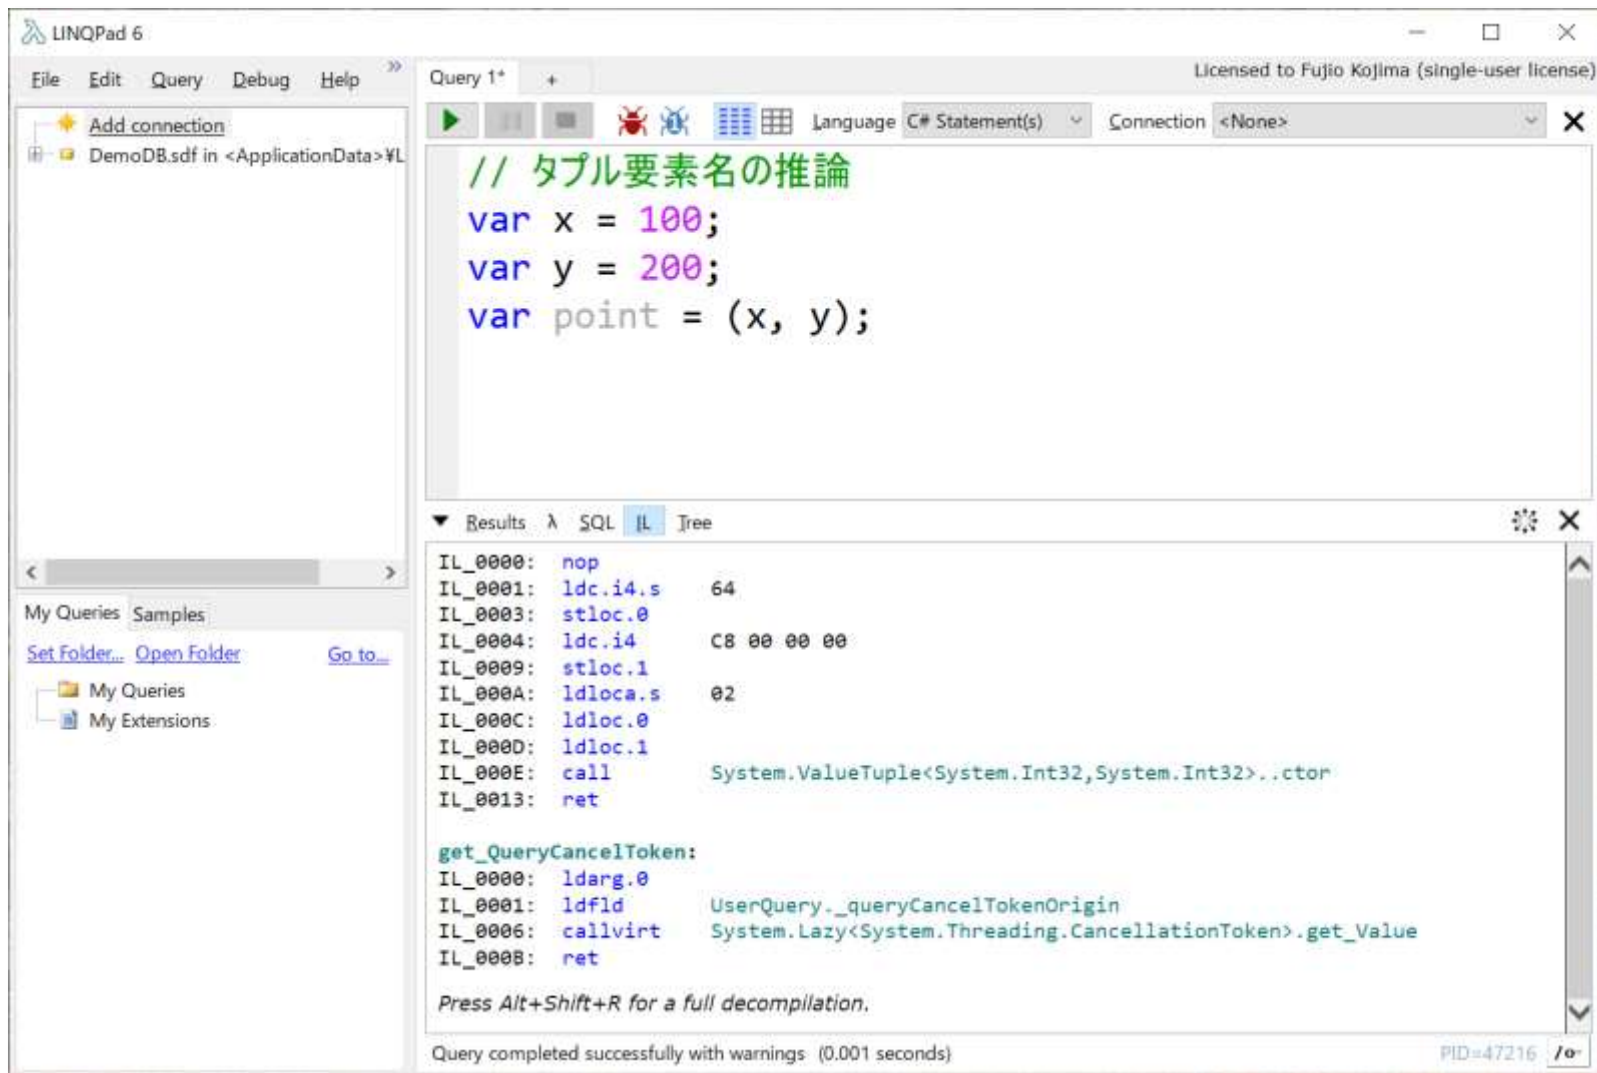 LINQPad 6
File Edit Query Debug Help »
Add connection
DemoDB.sdf in <ApplicationData>¥L
My Queries Samples
Set Folder... Open Folder Go to...
My Queries
My Extensions
Query 1* +
Licensed to Fujio Kojima (single-user license)
Language C# Statement(s) Connection <None>
// タプル要素名の推論
var x = 100;
var y = 200;
var point = (x, y);
Results λ SQL IL Tree
IL_0000: nop
IL_0001: ldc.i4.s 64
IL_0003: stloc.0
IL_0004: ldc.i4 C8 00 00 00
IL_0009: stloc.1
IL_000A: ldloca.s 02
IL_000C: ldloc.0
IL_000D: ldloc.1
IL_000E: call System.ValueTuple<System.Int32,System.Int32>..ctor
IL_0013: ret
get_QueryCancelToken:
IL_0000: ldarg.0
IL_0001: ldfld UserQuery._queryCancelTokenOrigin
IL_0006: callvirt System.Lazy<System.Threading.CancellationToken>.get_Value
IL_000B: ret
Press Alt+Shift+R for a full decompilation.
Query completed successfully with warnings (0.001 seconds)
PID=47216 /o-